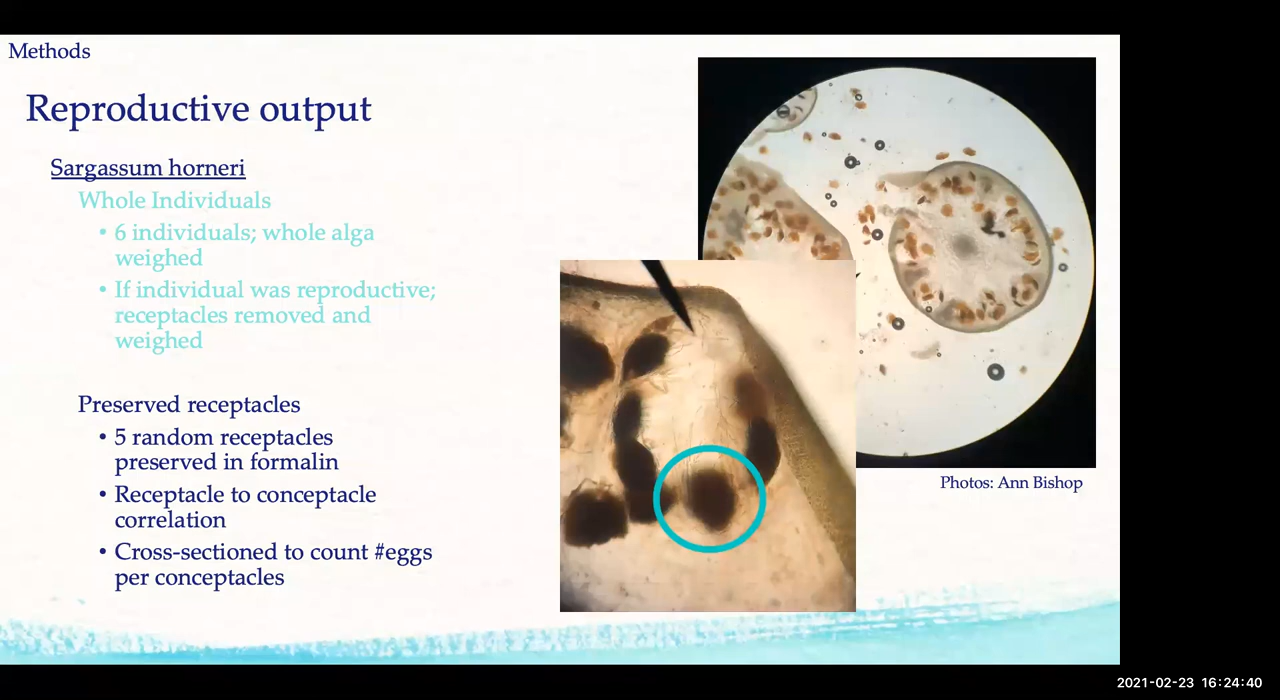 Methods
Reproductive output
Sargassum horneri
Whole Individuals
• 6 individuals; whole alga
weighed
• If individual was reproductive;
receptacles removed and
weighed
Preserved receptacles
• 5 random receptacles
preserved in formalin
• Receptacle to conceptacle
correlation
• Cross-sectioned to count #eggs
per conceptacles
Photos: Ann Bishop
2021-02-23 16:24:40